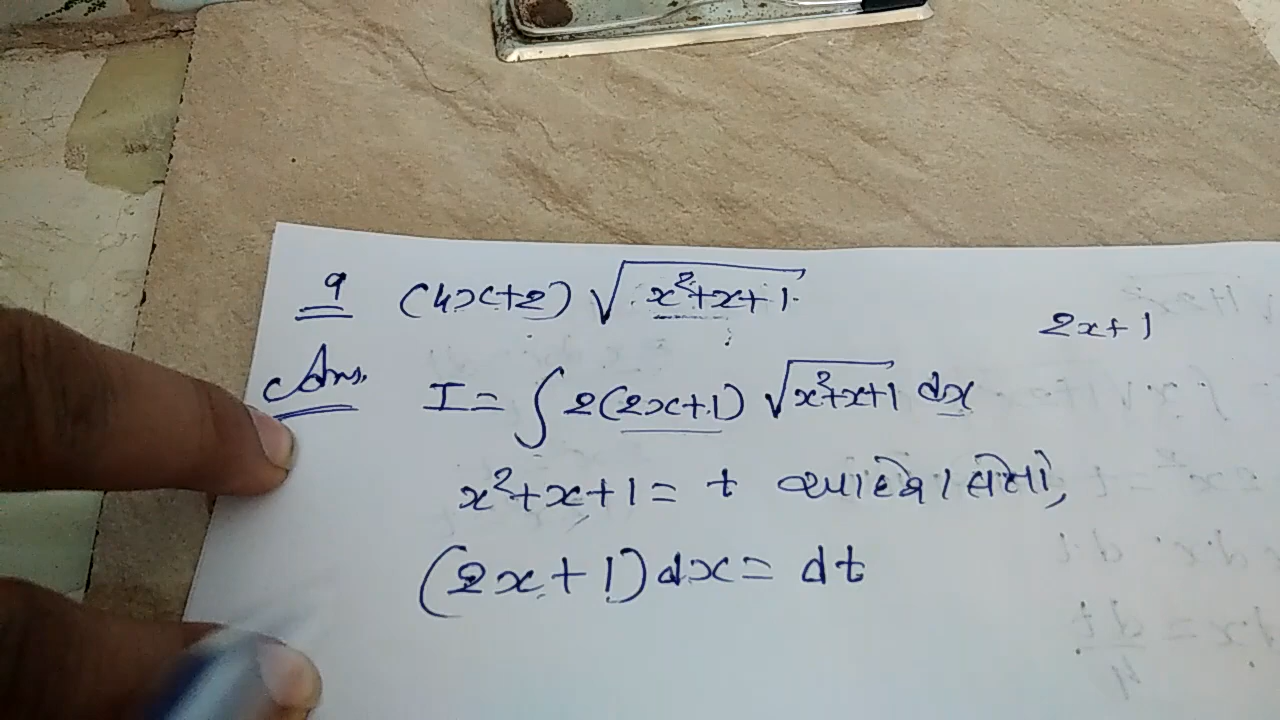 9 (4x+2) √(x²+x+1)
2x+1
Ans. I = ∫ 2(2x+1) √(x²+x+1) dx
x²+x+1 = t આદેશ લેતાં,
(2x+1)dx = dt